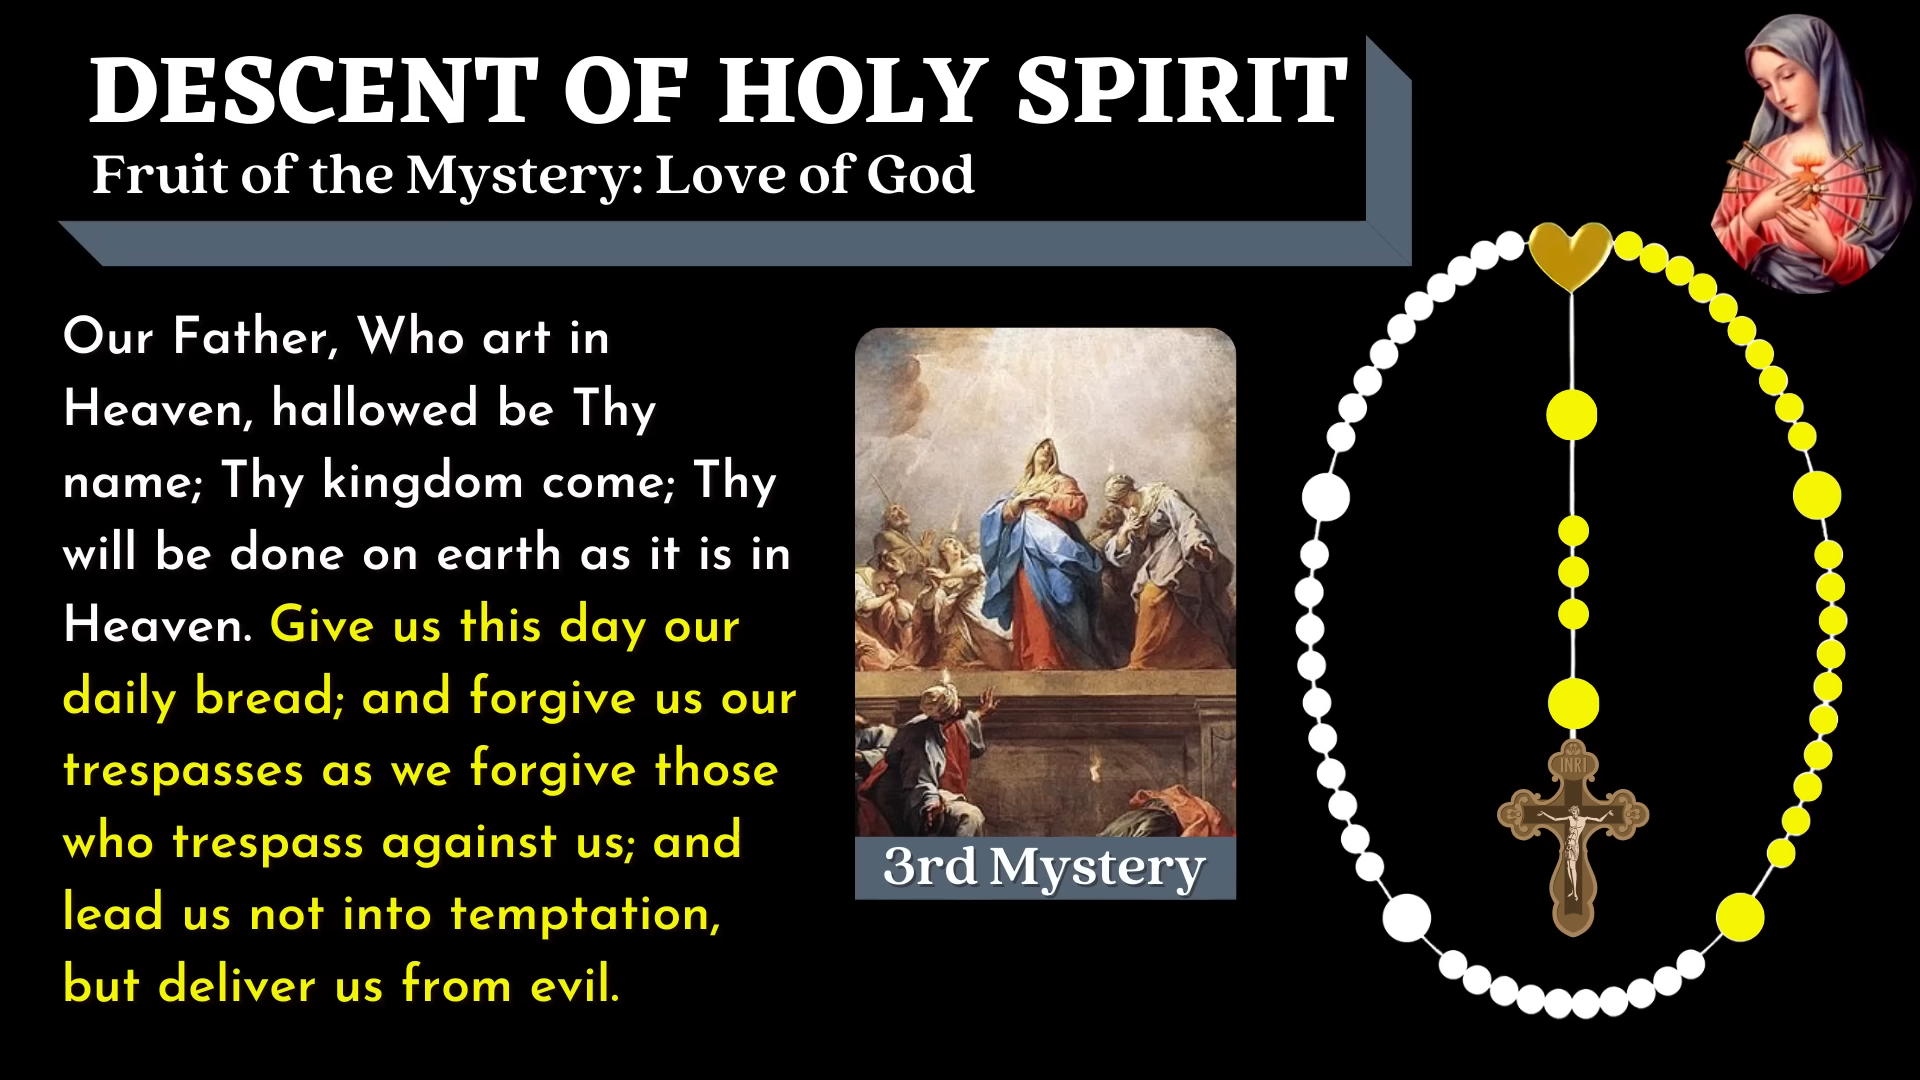 DESCENT OF HOLY SPIRIT
Fruit of the Mystery: Love of God
Our Father, Who art in
Heaven, hallowed be Thy
name; Thy kingdom come; Thy
will be done on earth as it is in
Heaven. Give us this day our
daily bread; and forgive us our
trespasses as we forgive those
who trespass against us; and
lead us not into temptation,
but deliver us from evil.
3rd Mystery
INRI